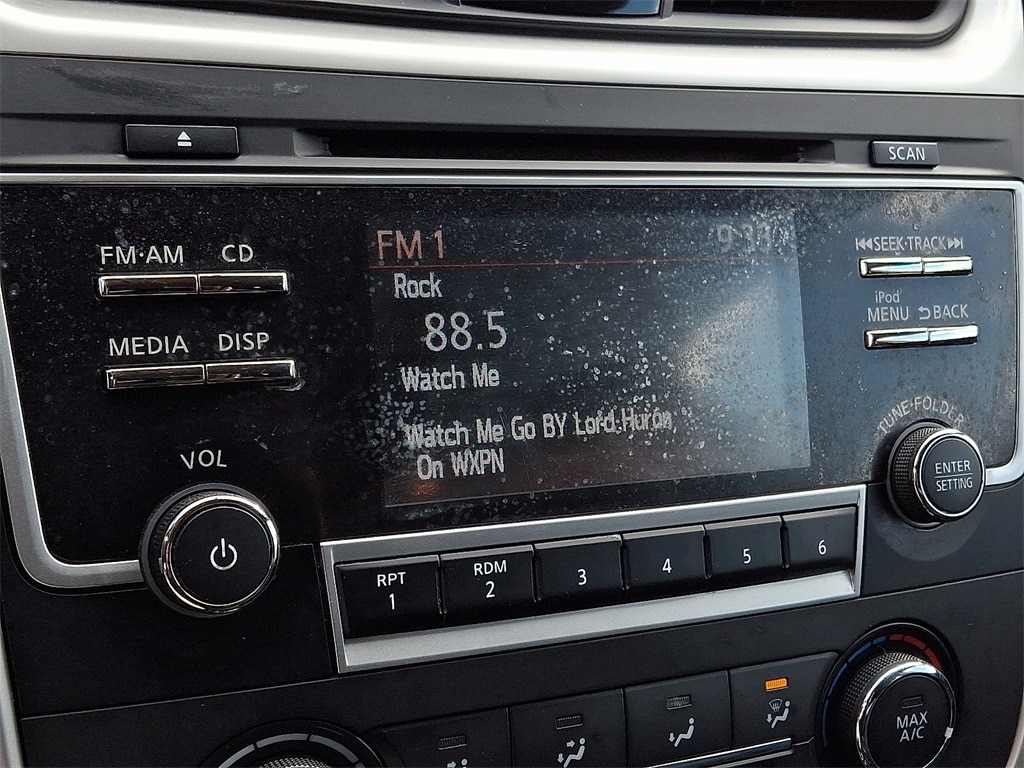 SCAN
FM·AM CD
SEEK·TRACK
FM 1
Rock
iPod
MENU BACK
88.5
MEDIA DISP
Watch Me
TUNE·FOLDER
Watch Me Go BY Lord Huron
On WXPN
VOL
ENTER
SETTING
RPT
1
RDM
2
3
4
5
6
MAX
A/C